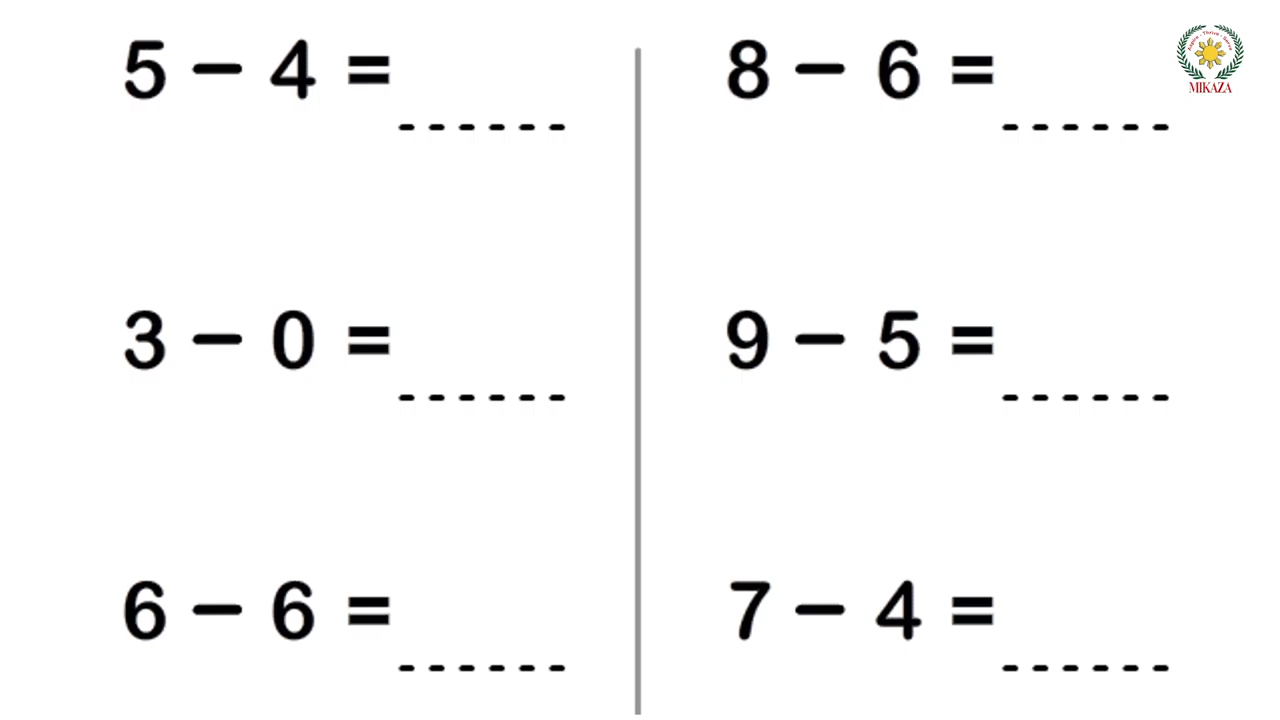 5 – 4 =
3 – 0 =
6 – 6 =
8 – 6 =
9 – 5 =
7 – 4 =
MIKAZA